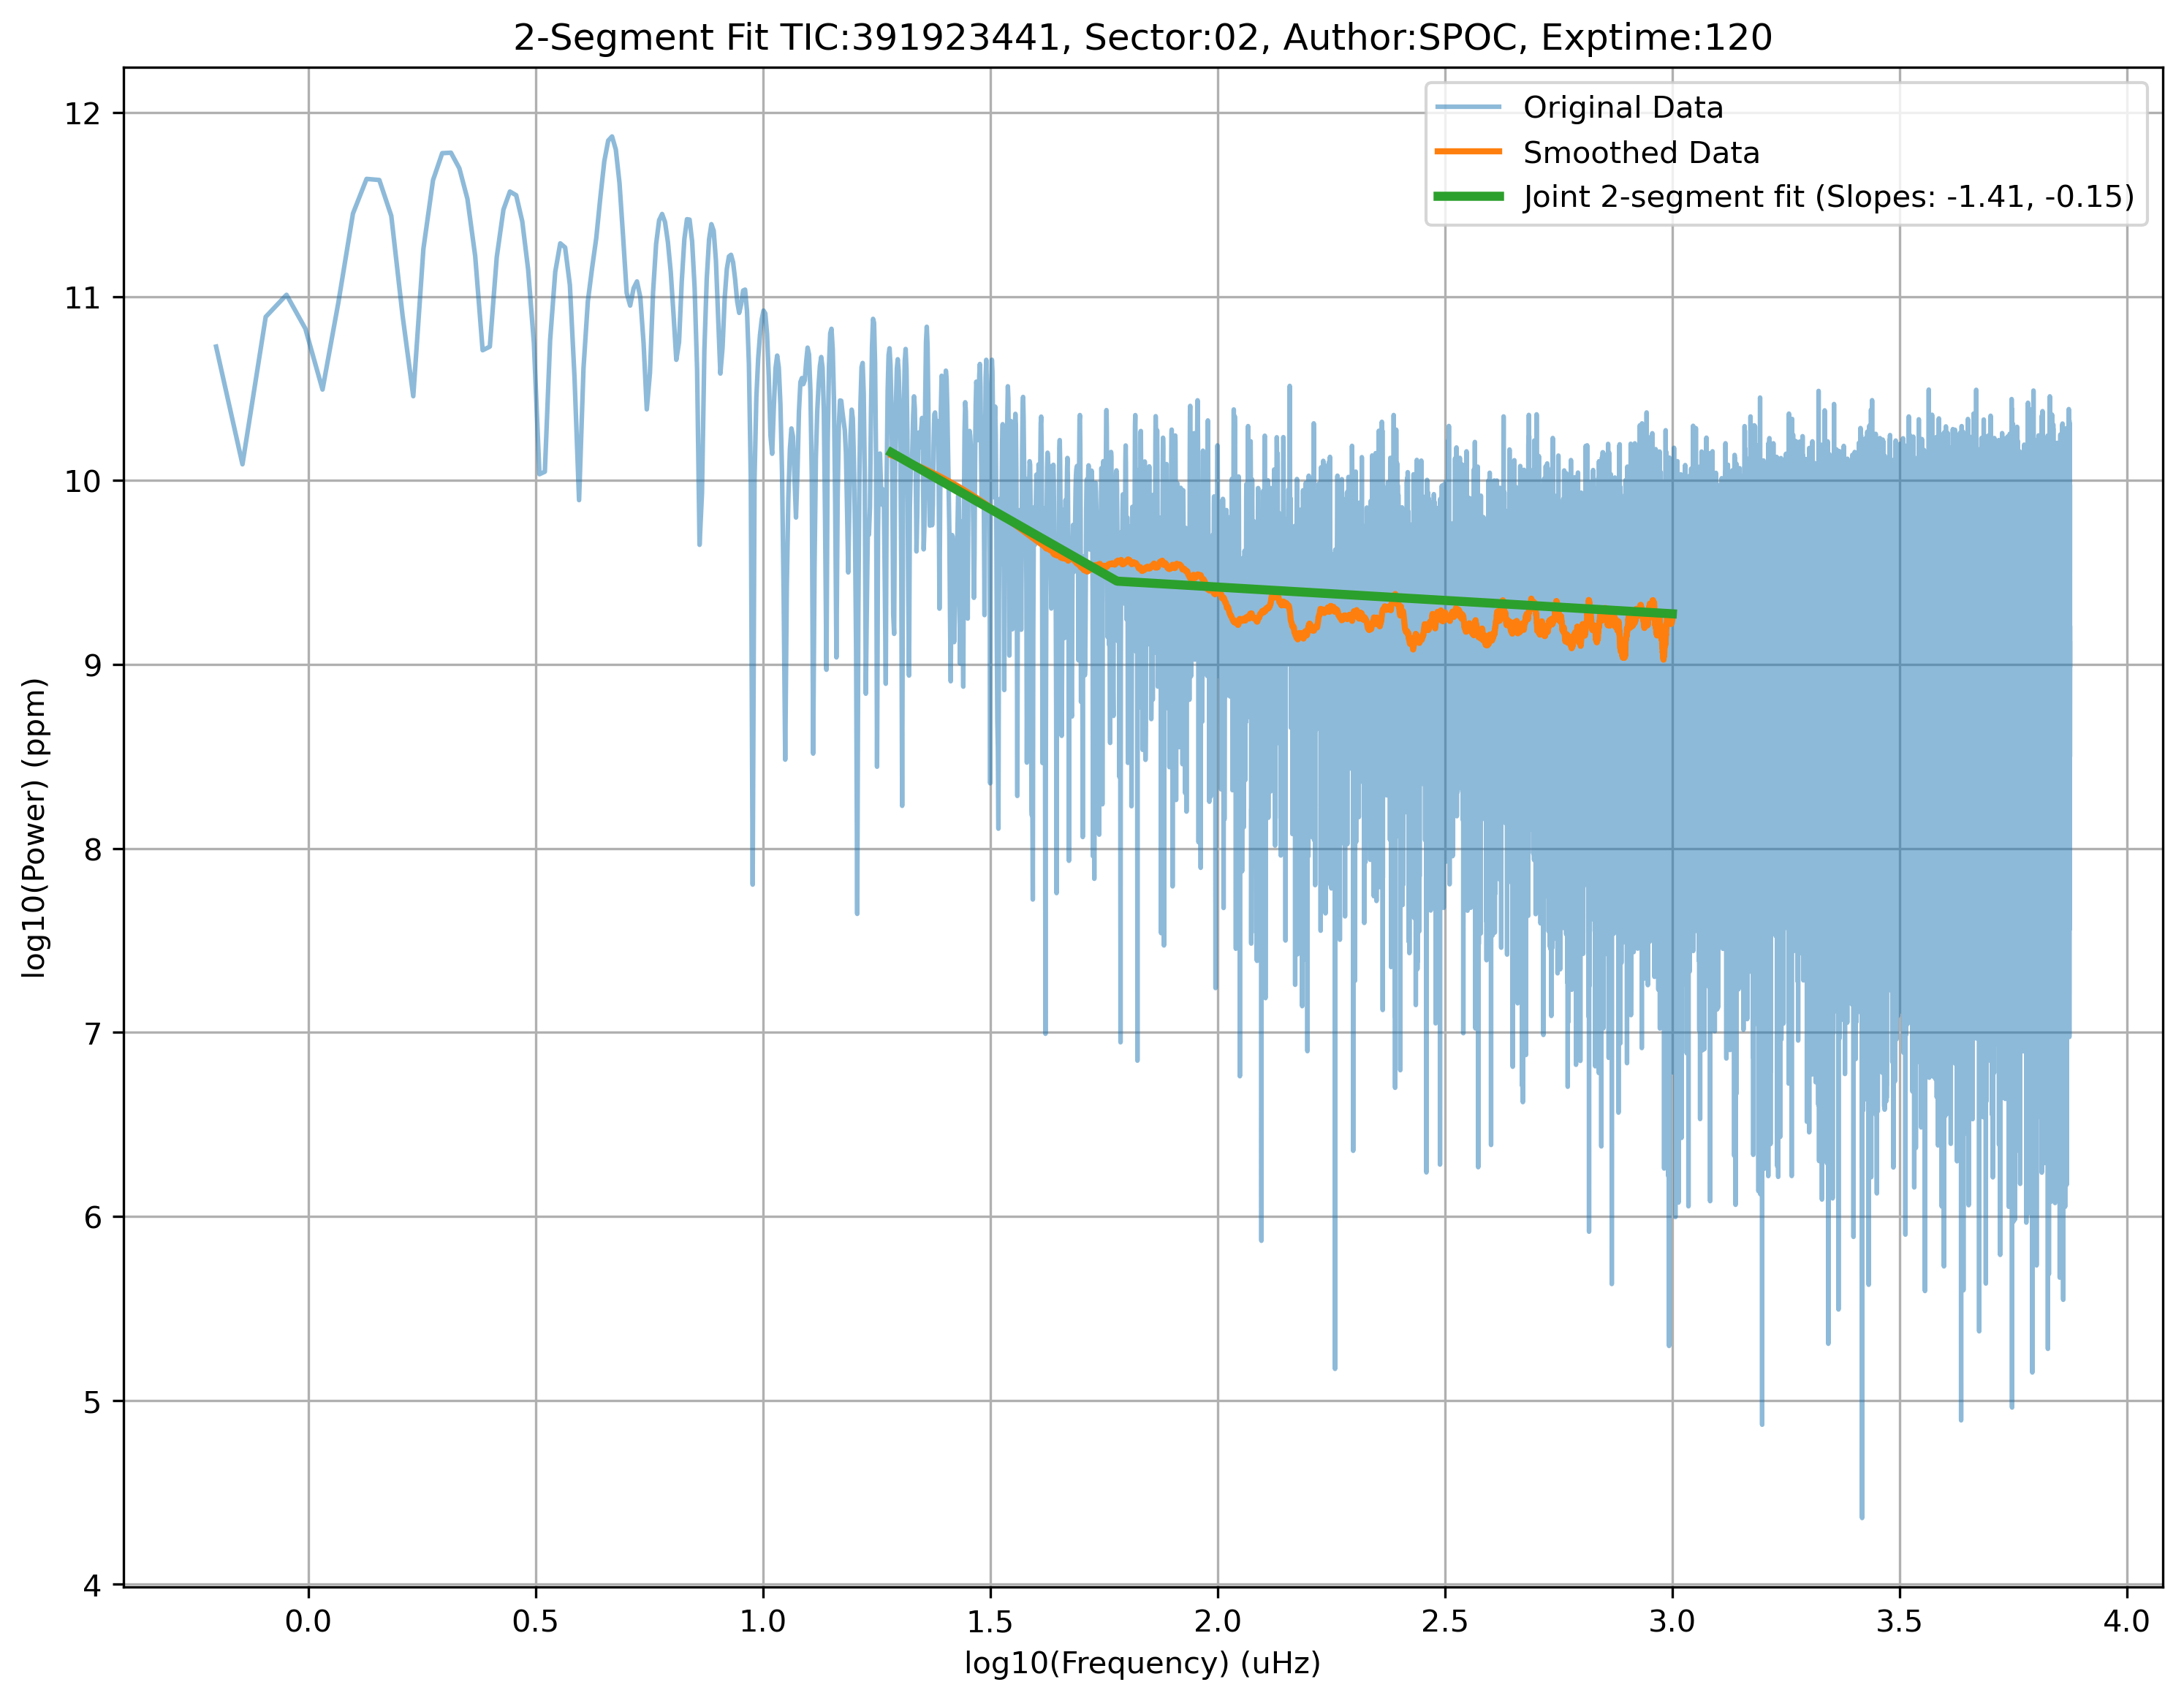 2-Segment Fit TIC:391923441, Sector:02, Author:SPOC, Exptime:120
Original Data
Smoothed Data
Joint 2-segment fit (Slopes: -1.41, -0.15)
log10(Power) (ppm)
12
11
10
9
8
7
6
5
4
0.0 0.5 1.0 1.5 2.0 2.5 3.0 3.5 4.0
log10(Frequency) (uHz)